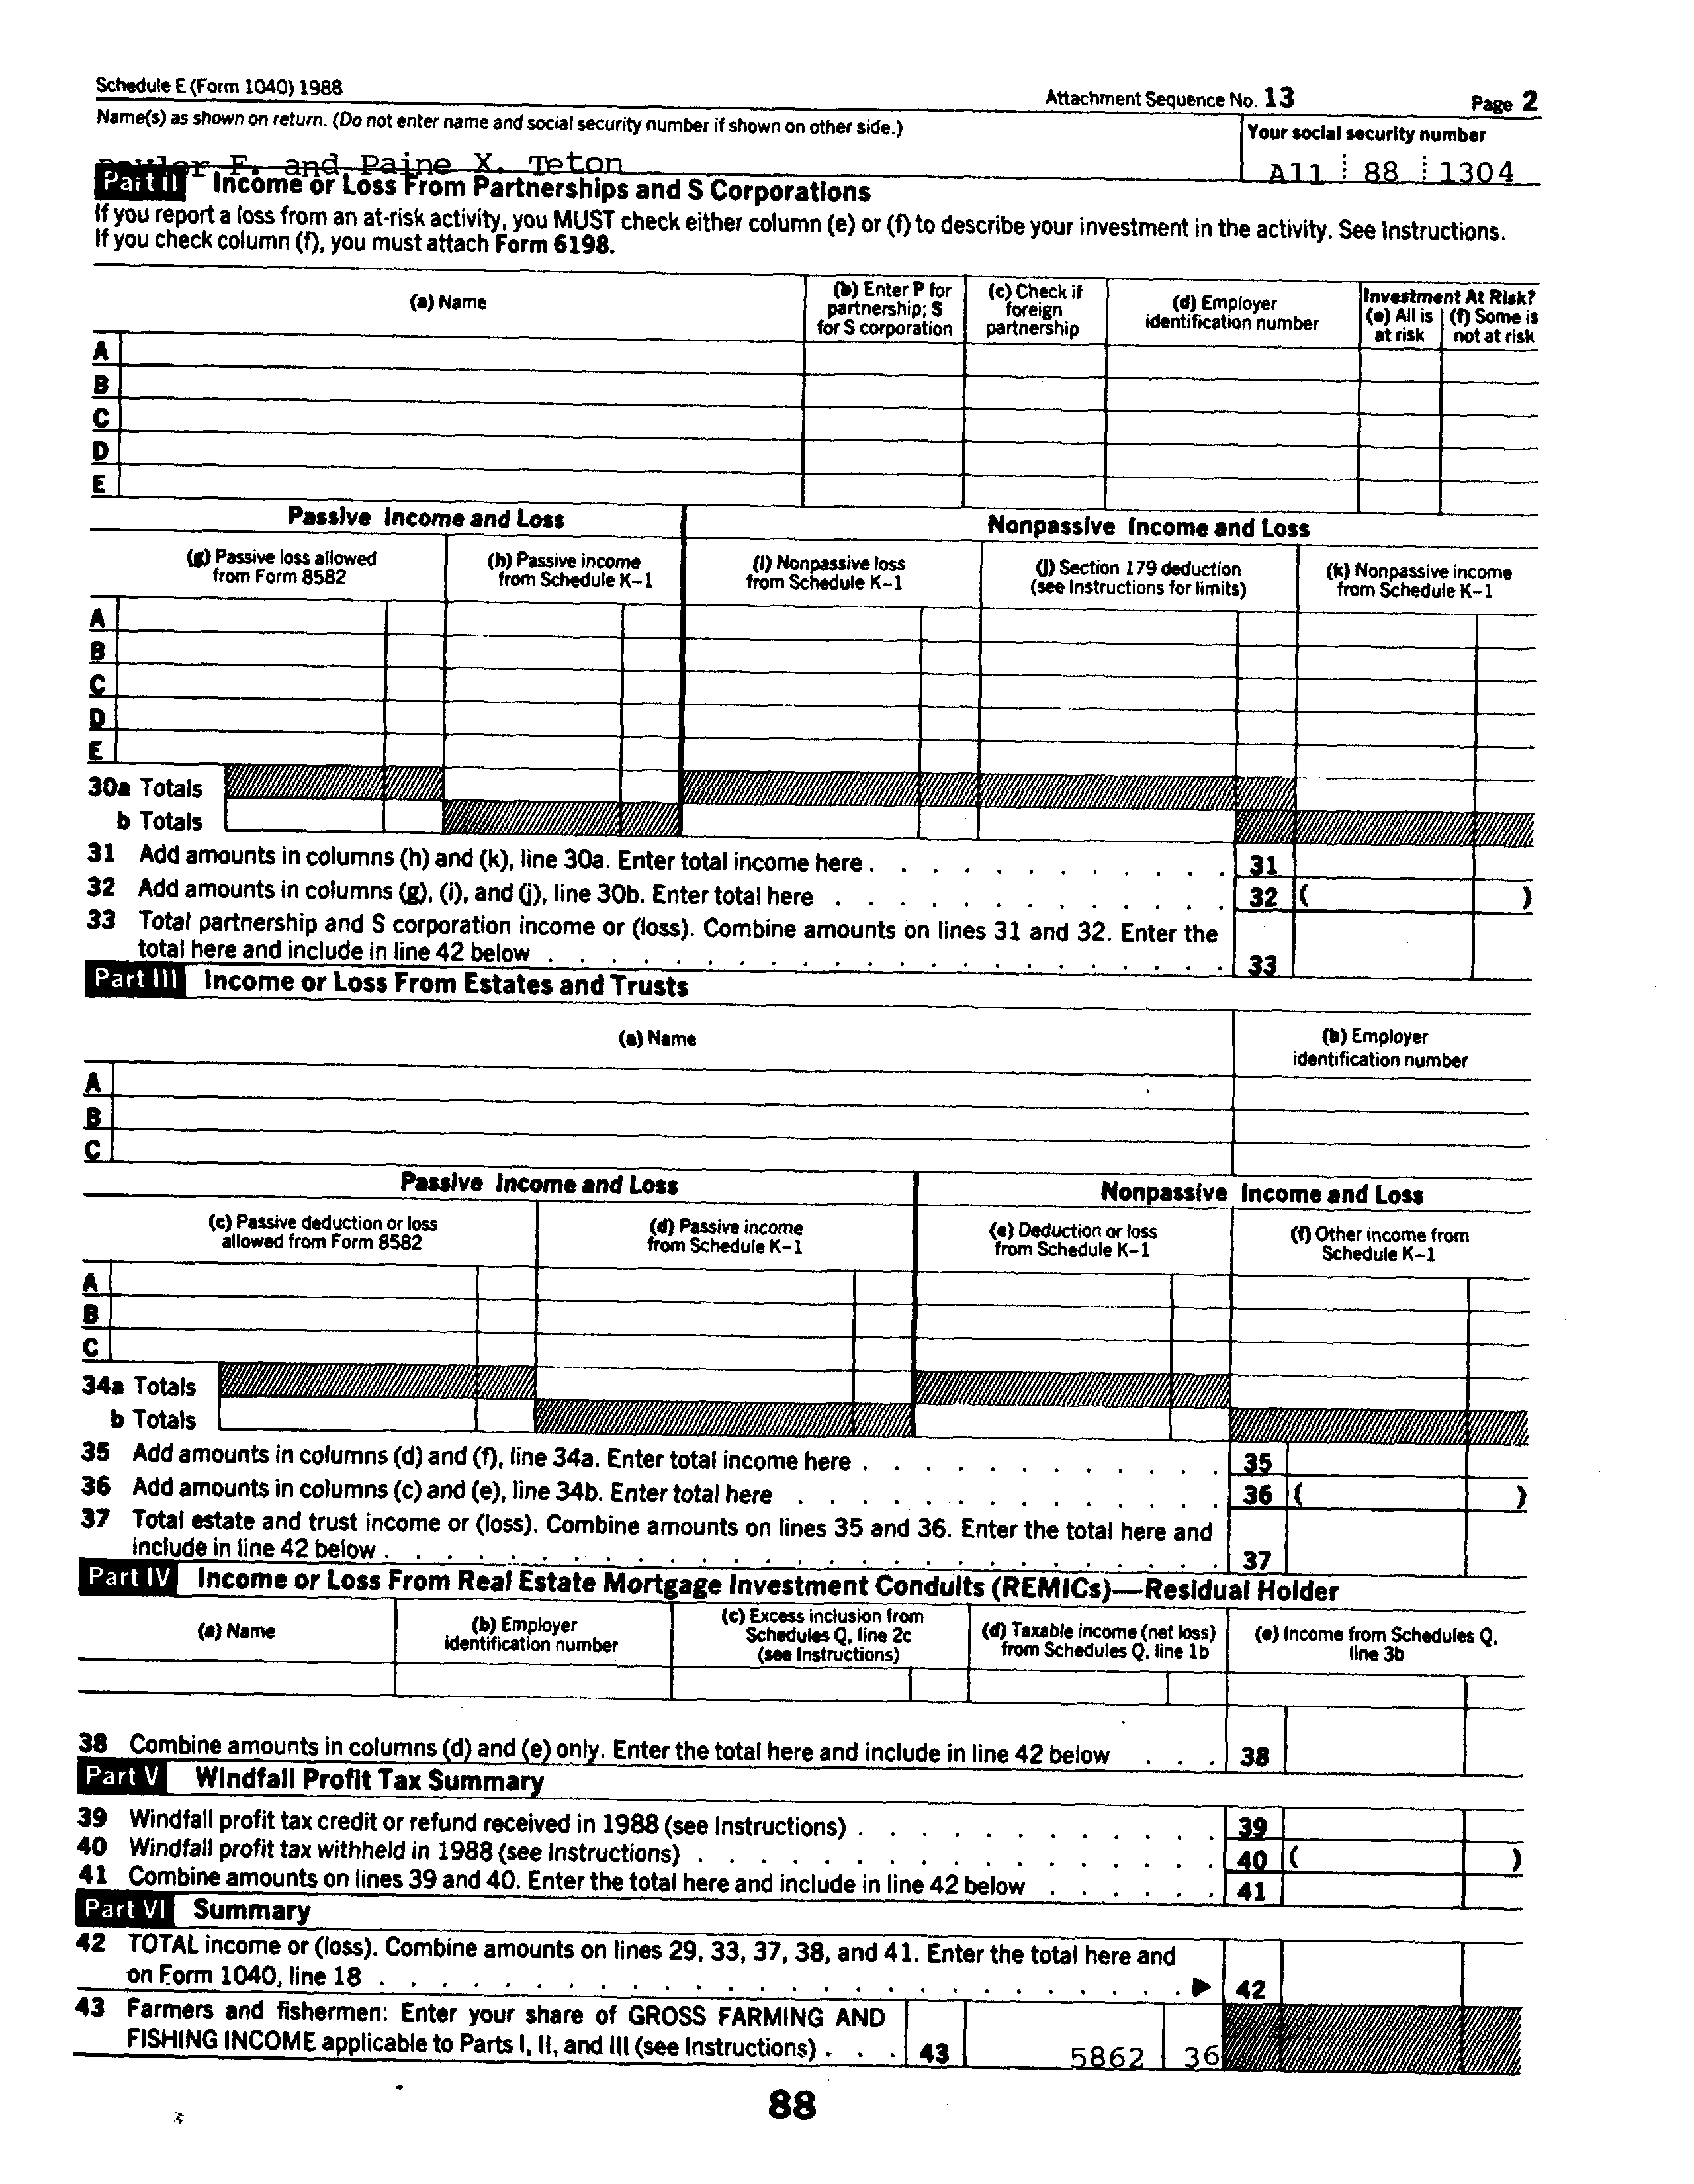 Schedule E (Form 1040) 1988
Attachment Sequence No. 13
Page 2
Name(s) as shown on return. (Do not enter name and social security number if shown on other side.)
Your social security number
F. and Paine X. Teton
A11 88 1304
Part II Income or Loss From Partnerships and S Corporations
If you report a loss from an at-risk activity, you MUST check either column (e) or (f) to describe your investment in the activity. See Instructions.
If you check column (f), you must attach Form 6198.
(a) Name
(b) Enter P for partnership; S for S corporation
(c) Check if foreign partnership
(d) Employer identification number
Investment At Risk?
(e) All is at risk
(f) Some is not at risk
A
B
C
D
E
Passive Income and Loss
Nonpassive Income and Loss
(g) Passive loss allowed from Form 8582
(h) Passive income from Schedule K–1
(i) Nonpassive loss from Schedule K–1
(j) Section 179 deduction (see Instructions for limits)
(k) Nonpassive income from Schedule K–1
A
B
C
D
E
30a Totals
b Totals
31 Add amounts in columns (h) and (k), line 30a. Enter total income here . . . . . . . . . . . . 31
32 Add amounts in columns (g), (i), and (j), line 30b. Enter total here . . . . . . . . . . . . . 32 ( )
33 Total partnership and S corporation income or (loss). Combine amounts on lines 31 and 32. Enter the
total here and include in line 42 below . . . . . . . . . . . . . . . . . . . . . . 33
Part III Income or Loss From Estates and Trusts
(a) Name
(b) Employer identification number
A
B
C
Passive Income and Loss
Nonpassive Income and Loss
(c) Passive deduction or loss allowed from Form 8582
(d) Passive income from Schedule K–1
(e) Deduction or loss from Schedule K–1
(f) Other income from Schedule K–1
A
B
C
34a Totals
b Totals
35 Add amounts in columns (d) and (f), line 34a. Enter total income here . . . . . . . . . . . . 35
36 Add amounts in columns (c) and (e), line 34b. Enter total here . . . . . . . . . . . . . . 36 ( )
37 Total estate and trust income or (loss). Combine amounts on lines 35 and 36. Enter the total here and
include in line 42 below . . . . . . . . . . . . . . . . . . . . . . . . . . . 37
Part IV Income or Loss From Real Estate Mortgage Investment Conduits (REMICs)—Residual Holder
(a) Name
(b) Employer identification number
(c) Excess inclusion from Schedules Q, line 2c (see Instructions)
(d) Taxable income (net loss) from Schedules Q, line 1b
(e) Income from Schedules Q, line 3b
38 Combine amounts in columns (d) and (e) only. Enter the total here and include in line 42 below . . . 38
Part V Windfall Profit Tax Summary
39 Windfall profit tax credit or refund received in 1988 (see Instructions) . . . . . . . . . . . . 39
40 Windfall profit tax withheld in 1988 (see Instructions) . . . . . . . . . . . . . . . . . 40 ( )
41 Combine amounts on lines 39 and 40. Enter the total here and include in line 42 below . . . . . . 41
Part VI Summary
42 TOTAL income or (loss). Combine amounts on lines 29, 33, 37, 38, and 41. Enter the total here and
on Form 1040, line 18 . . . . . . . . . . . . . . . . . . . . . . . . . . ▶ 42
43 Farmers and fishermen: Enter your share of GROSS FARMING AND
FISHING INCOME applicable to Parts I, II, and III (see Instructions) . . . 43 5862 36
88